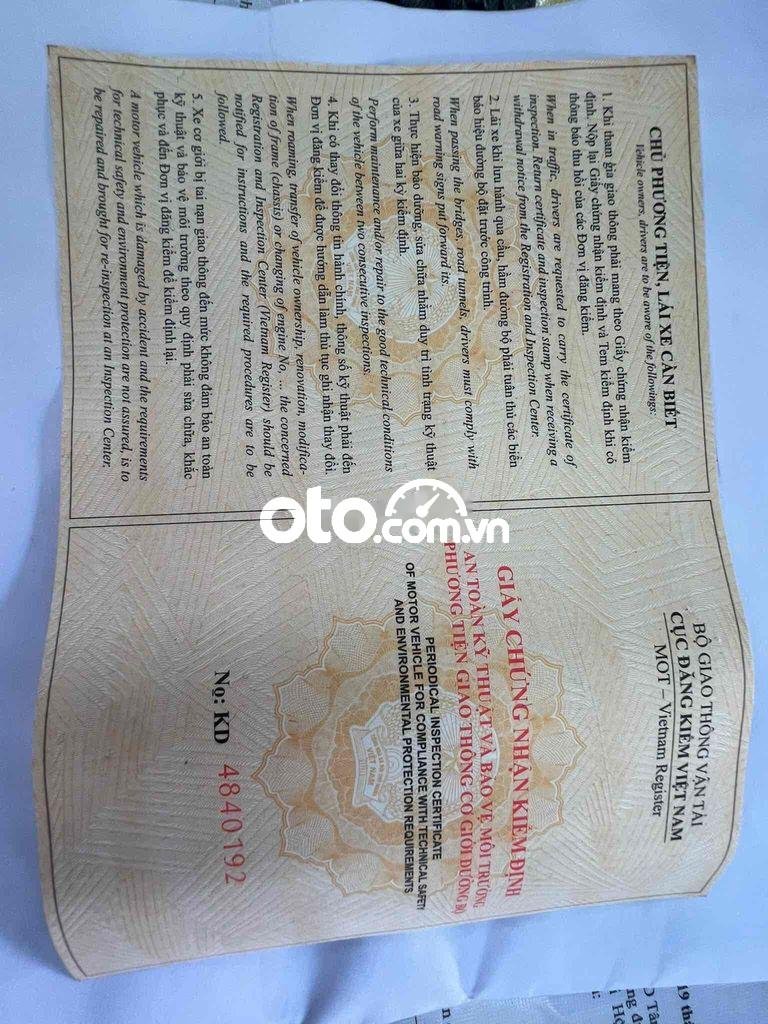 CHỦ PHƯƠNG TIỆN, LÁI XE CẦN BIẾT
Vehicle owners, drivers are to be aware of the followings:
1. Khi tham gia giao thông phải mang theo Giấy chứng nhận kiểm
định. Nộp lại Giấy chứng nhận kiểm định và Tem kiểm định khi có
thông báo thu hồi của các Đơn vị đăng kiểm.
When in traffic, drivers are requested to carry the certificate of
inspection. Return certificate and inspection stamp when receiving a
withdrawal notice from the Registration and Inspection Center.
2. Lái xe khi lưu hành qua cầu, hầm đường bộ phải tuân thủ các biển
báo hiệu đường bộ đặt trước công trình.
When passing the bridges, road tunnels, drivers must comply with
road warning signs put forward its.
3. Thực hiện bảo dưỡng, sửa chữa nhằm duy trì tình trạng kỹ thuật
của xe giữa hai kỳ kiểm định.
Perform maintenance and/or repair to the good technical conditions
of the vehicle between two consecutive inspections.
4. Khi có thay đổi thông tin hành chính, thông số kỹ thuật phải đến
Đơn vị đăng kiểm để được hướng dẫn làm thủ tục ghi nhận thay đổi.
When roaming, transfer of vehicle ownership, renovation, modifica-
tion of frame (chassis) or changing of engine No, ... the concerned
Registration and Inspection Center (Vietnam Register) should be
notified for instructions and the required procedures are to be
followed.
5. Xe cơ giới bị tai nạn giao thông đến mức không đảm bảo an toàn
kỹ thuật và bảo vệ môi trường theo quy định phải sửa chữa, khắc
phục và đến Đơn vị đăng kiểm để kiểm định lại.
A motor vehicle which is damaged by accident and the requirements
for technical safety and environment protection are not assured, is to
be repaired and brought for re-inspection at an Inspection Center.
BỘ GIAO THÔNG VẬN TẢI
CỤC ĐĂNG KIỂM VIỆT NAM
MOT – Vietnam Register
GIẤY CHỨNG NHẬN KIỂM ĐỊNH
AN TOÀN KỸ THUẬT VÀ BẢO VỆ MÔI TRƯỜNG
PHƯƠNG TIỆN GIAO THÔNG CƠ GIỚI ĐƯỜNG BỘ
PERIODICAL INSPECTION CERTIFICATE
OF MOTOR VEHICLE FOR COMPLIANCE WITH TECHNICAL SAFETY
AND ENVIRONMENTAL PROTECTION REQUIREMENTS
Nọ: KD 4840192
VIỆT NAM
oto.com.vn